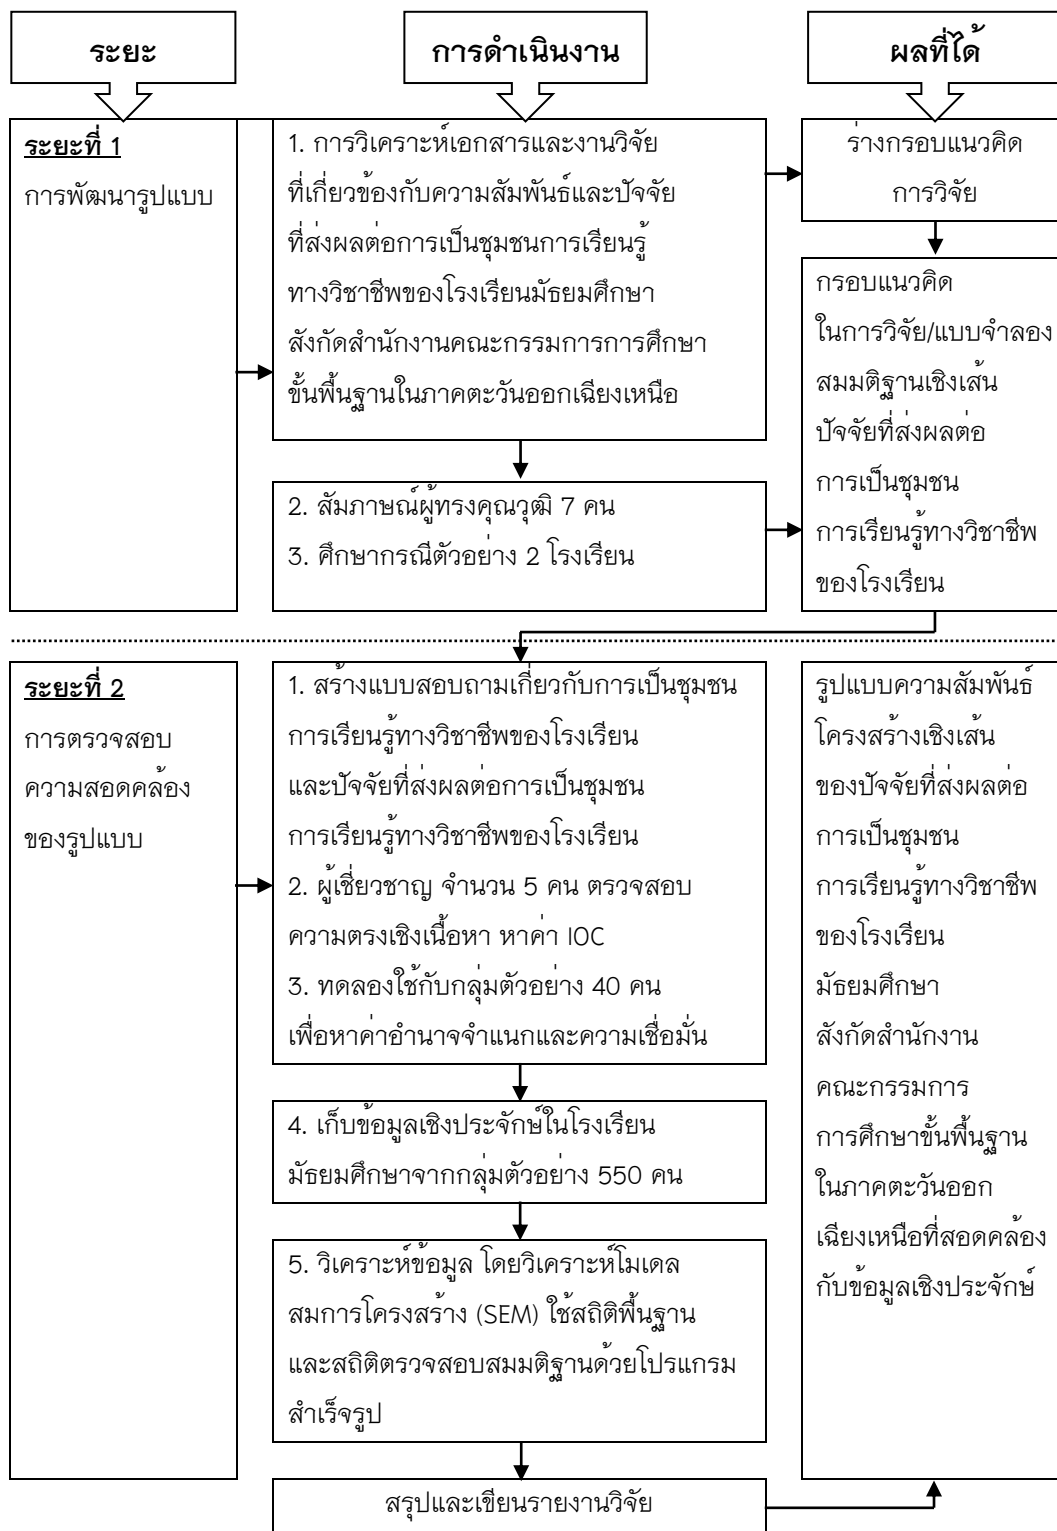 ระยะ
การดำเนินงาน
ผลที่ได้
ระยะที่ 1
การพัฒนารูปแบบ
1. การวิเคราะห์เอกสารและงานวิจัย
ที่เกี่ยวข้องกับความสัมพันธ์และปัจจัย
ที่ส่งผลต่อการเป็นชุมชนการเรียนรู้
ทางวิชาชีพของโรงเรียนมัธยมศึกษา
สังกัดสำนักงานคณะกรรมการการศึกษา
ขั้นพื้นฐานในภาคตะวันออกเฉียงเหนือ
ร่างกรอบแนวคิด
การวิจัย
2. สัมภาษณ์ผู้ทรงคุณวุฒิ 7 คน
3. ศึกษากรณีตัวอย่าง 2 โรงเรียน
กรอบแนวคิด
ในการวิจัย/แบบจำลอง
สมมติฐานเชิงเส้น
ปัจจัยที่ส่งผลต่อ
การเป็นชุมชน
การเรียนรู้ทางวิชาชีพ
ของโรงเรียน
ระยะที่ 2
การตรวจสอบ
ความสอดคล้อง
ของรูปแบบ
1. สร้างแบบสอบถามเกี่ยวกับการเป็นชุมชน
การเรียนรู้ทางวิชาชีพของโรงเรียน
และปัจจัยที่ส่งผลต่อการเป็นชุมชน
การเรียนรู้ทางวิชาชีพของโรงเรียน
2. ผู้เชี่ยวชาญ จำนวน 5 คน ตรวจสอบ
ความตรงเชิงเนื้อหา หาค่า IOC
3. ทดลองใช้กับกลุ่มตัวอย่าง 40 คน
เพื่อหาค่าอำนาจจำแนกและความเชื่อมั่น
4. เก็บข้อมูลเชิงประจักษ์ในโรงเรียน
มัธยมศึกษาจากกลุ่มตัวอย่าง 550 คน
5. วิเคราะห์ข้อมูล โดยวิเคราะห์โมเดล
สมการโครงสร้าง (SEM) ใช้สถิติพื้นฐาน
และสถิติตรวจสอบสมมติฐานด้วยโปรแกรม
สำเร็จรูป
สรุปและเขียนรายงานวิจัย
รูปแบบความสัมพันธ์
โครงสร้างเชิงเส้น
ของปัจจัยที่ส่งผลต่อ
การเป็นชุมชน
การเรียนรู้ทางวิชาชีพ
ของโรงเรียน
มัธยมศึกษา
สังกัดสำนักงาน
คณะกรรมการ
การศึกษาขั้นพื้นฐาน
ในภาคตะวันออก
เฉียงเหนือที่สอดคล้อง
กับข้อมูลเชิงประจักษ์